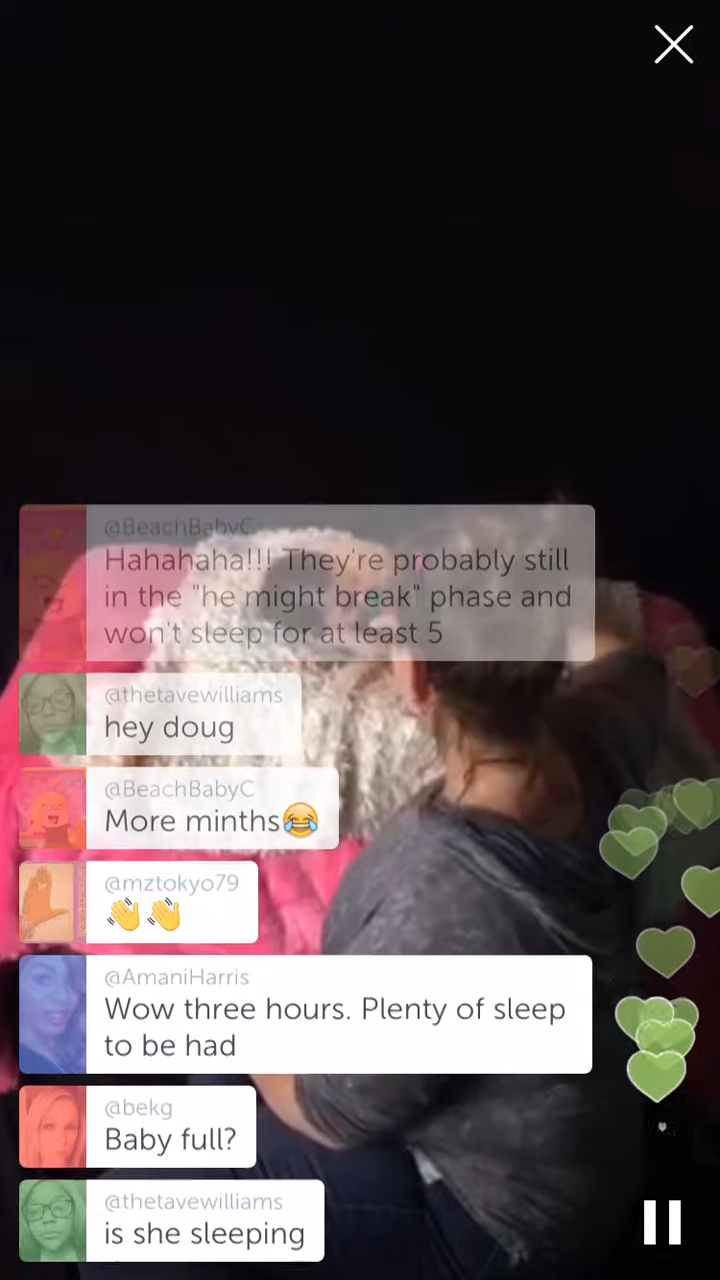 @BeachBabyC
Hahahaha!!! They're probably still
in the "he might break" phase and
won't sleep for at least 5
@thetavewilliams
hey doug
@BeachBabyC
More minths😂
@mztokyo79
👋👋
@AmaniHarris
Wow three hours. Plenty of sleep
to be had
@bekg
Baby full?
@thetavewilliams
is she sleeping